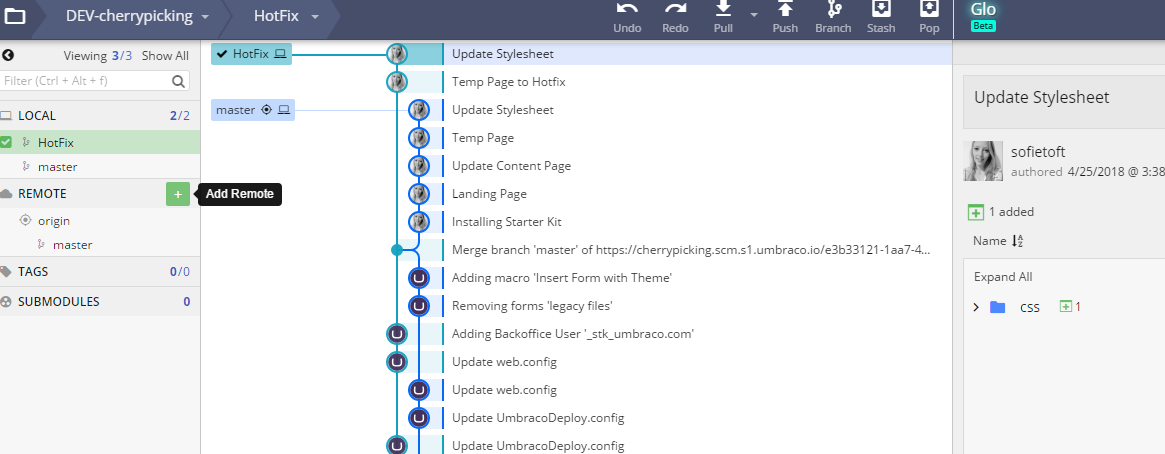 DEV-cherrypicking
HotFix
Undo
Redo
Pull
Push
Branch
Stash
Pop
Glo
Beta
Viewing 3/3 Show All
Filter (Ctrl + Alt + f)
LOCAL 2/2
HotFix
master
REMOTE
+
Add Remote
origin
master
TAGS 0/0
SUBMODULES 0
HotFix
Update Stylesheet
Temp Page to Hotfix
master
Update Stylesheet
Temp Page
Update Content Page
Landing Page
Installing Starter Kit
Merge branch 'master' of https://cherrypicking.scm.s1.umbraco.io/e3b33121-1aa7-4...
Adding macro 'Insert Form with Theme'
Removing forms 'legacy files'
Adding Backoffice User '_stk_umbraco.com'
Update web.config
Update web.config
Update UmbracoDeploy.config
Update UmbracoDeploy.config
Update Stylesheet
sofietoft
authored 4/25/2018 @ 3:38
1 added
Name
Expand All
css 1